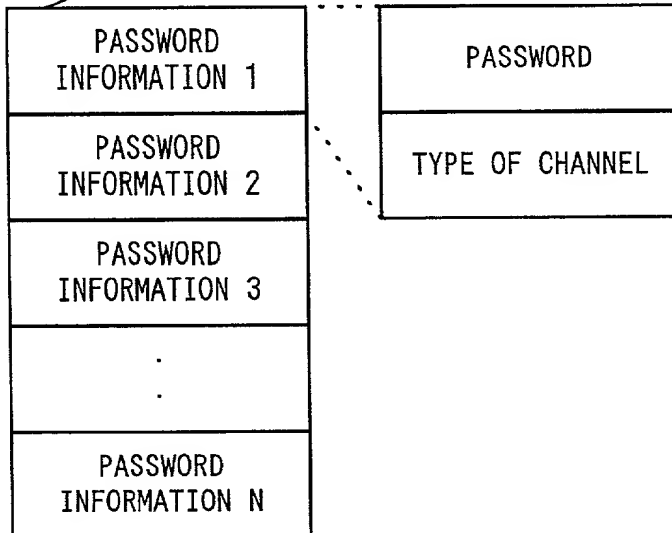 PASSWORD
INFORMATION 1
PASSWORD
INFORMATION 2
PASSWORD
INFORMATION 3
.
.
PASSWORD
INFORMATION N
PASSWORD
TYPE OF CHANNEL